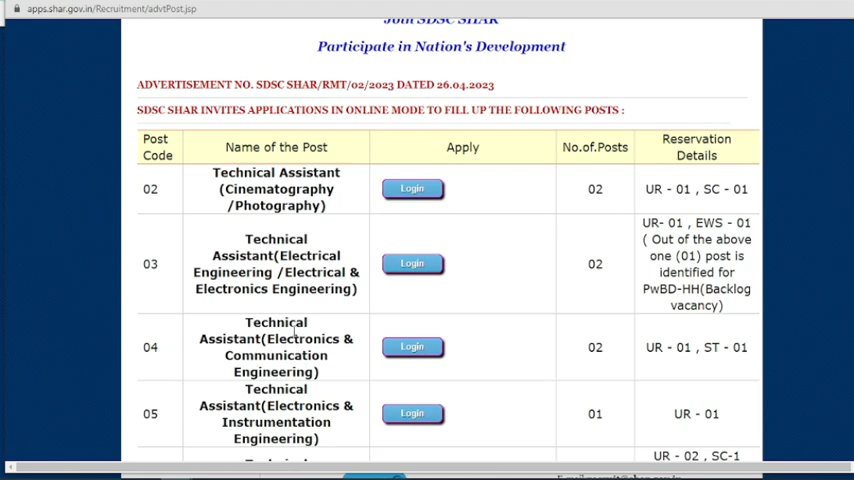 apps.shar.gov.in/Recruitment/advtPost.jsp
Join SDSC SHAR
Participate in Nation's Development
ADVERTISEMENT NO. SDSC SHAR/RMT/02/2023 DATED 26.04.2023
SDSC SHAR INVITES APPLICATIONS IN ONLINE MODE TO FILL UP THE FOLLOWING POSTS :
Post Code
Name of the Post
Apply
No.of.Posts
Reservation Details
02
Technical Assistant
(Cinematography
/Photography)
Login
02
UR - 01 , SC - 01
03
Technical
Assistant(Electrical
Engineering /Electrical &
Electronics Engineering)
Login
02
UR- 01 , EWS - 01
( Out of the above
one (01) post is
identified for
PwBD-HH(Backlog
vacancy)
04
Technical
Assistant(Electronics &
Communication
Engineering)
Login
02
UR - 01 , ST - 01
05
Technical
Assistant(Electronics &
Instrumentation
Engineering)
Login
01
UR - 01
UR - 02 , SC-1